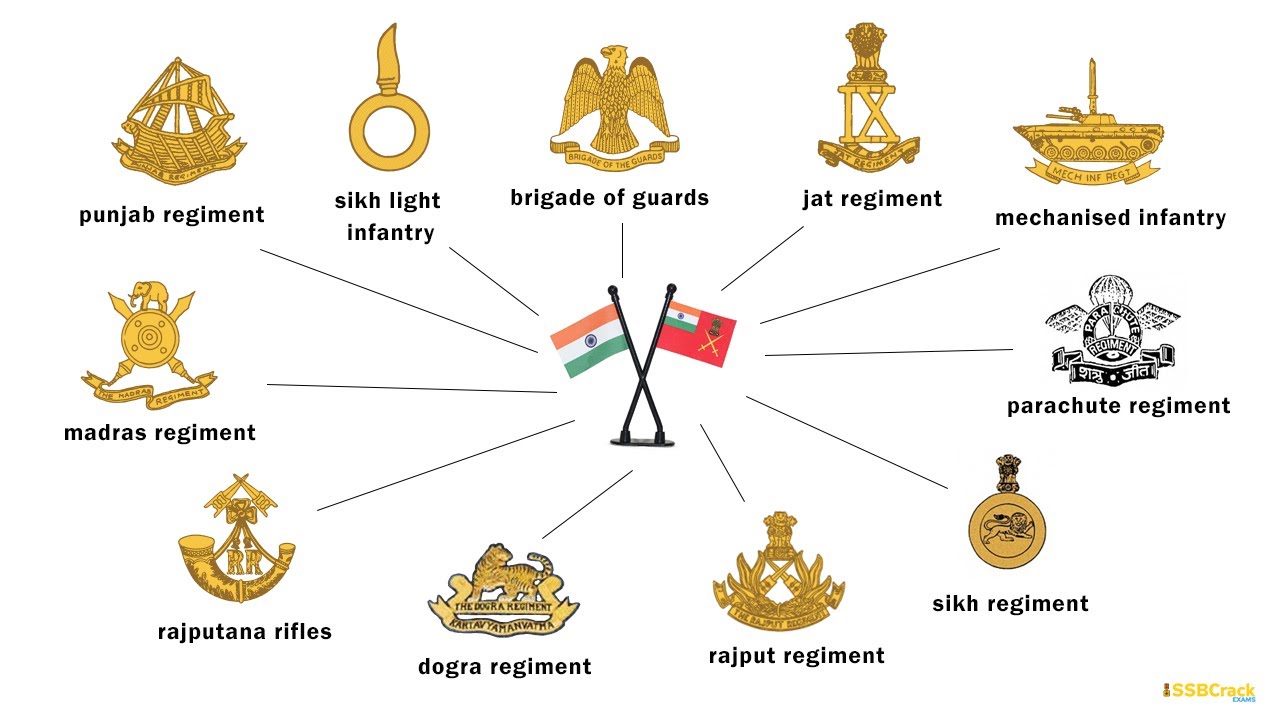 PUNJAB REGIMENT
punjab regiment
sikh light
infantry
BRIGADE OF THE GUARDS
brigade of guards
IX
JAT REGIMENT
jat regiment
MECH INF REGT
mechanised infantry
THE MADRAS REGIMENT
madras regiment
PARACHUTE
REGIMENT
शत्रु जीत
parachute regiment
RR
rajputana rifles
THE DOGRA REGIMENT
KARTAVYAMANVATMA
dogra regiment
THE RAJPUT REGIMENT
rajput regiment
sikh regiment
SSBCrack
EXAMS